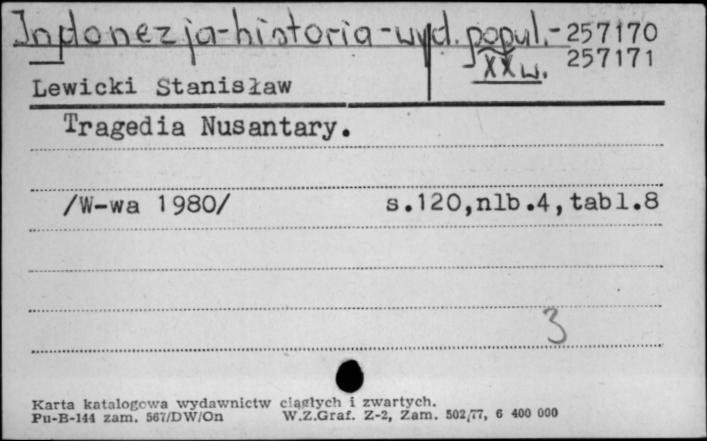 Indonezja-historia-wyd. popul.-257170
XX w. 257171
Lewicki Stanisław
Tragedia Nusantary.
/W-wa 1980/ s.120,nlb.4,tabl.8
3
Karta katalogowa wydawnictw ciągłych i zwartych.
Pu-B-144 zam. 567/DW/On W.Z.Graf. Z-2, Zam. 502/77, 6 400 000